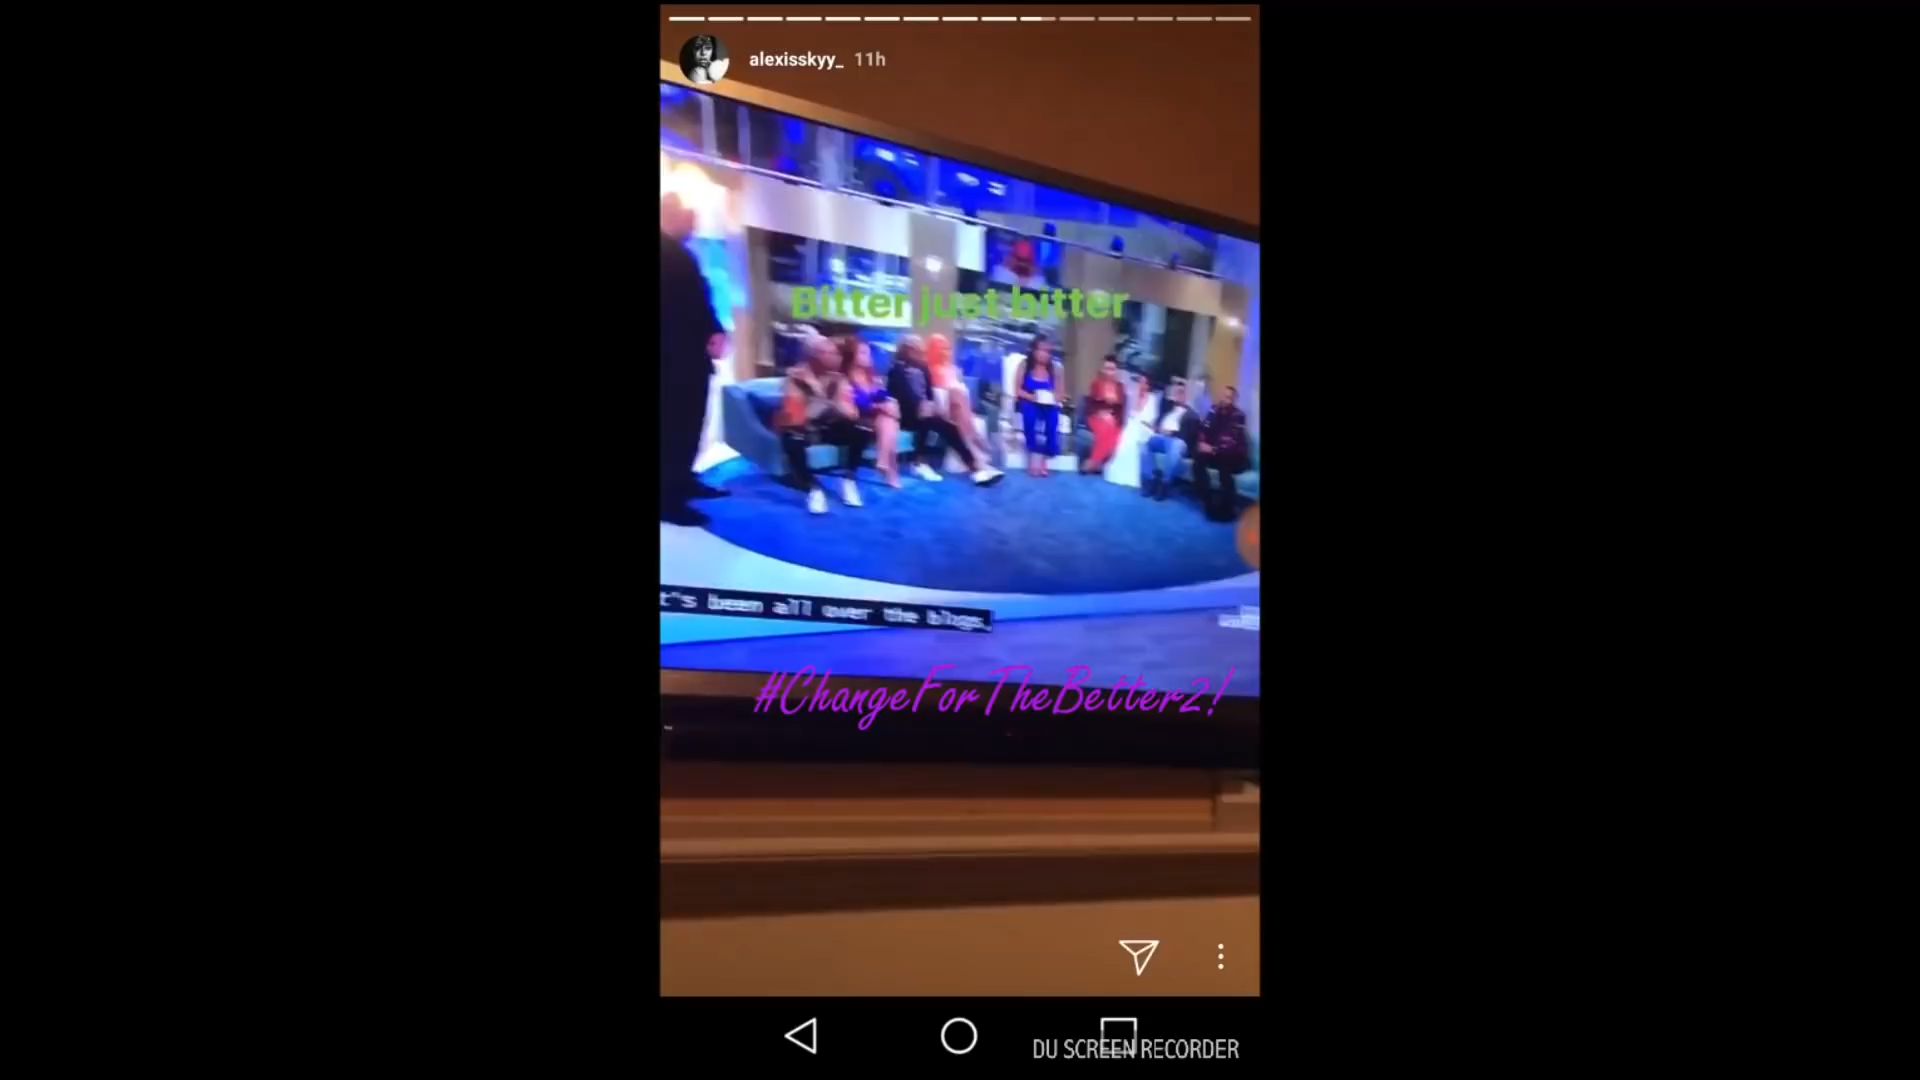 alexisskyy_ 11h
Bitter just bitter
t's been all over the blogs.
#ChangeForTheBetter2!
DU SCREEN RECORDER